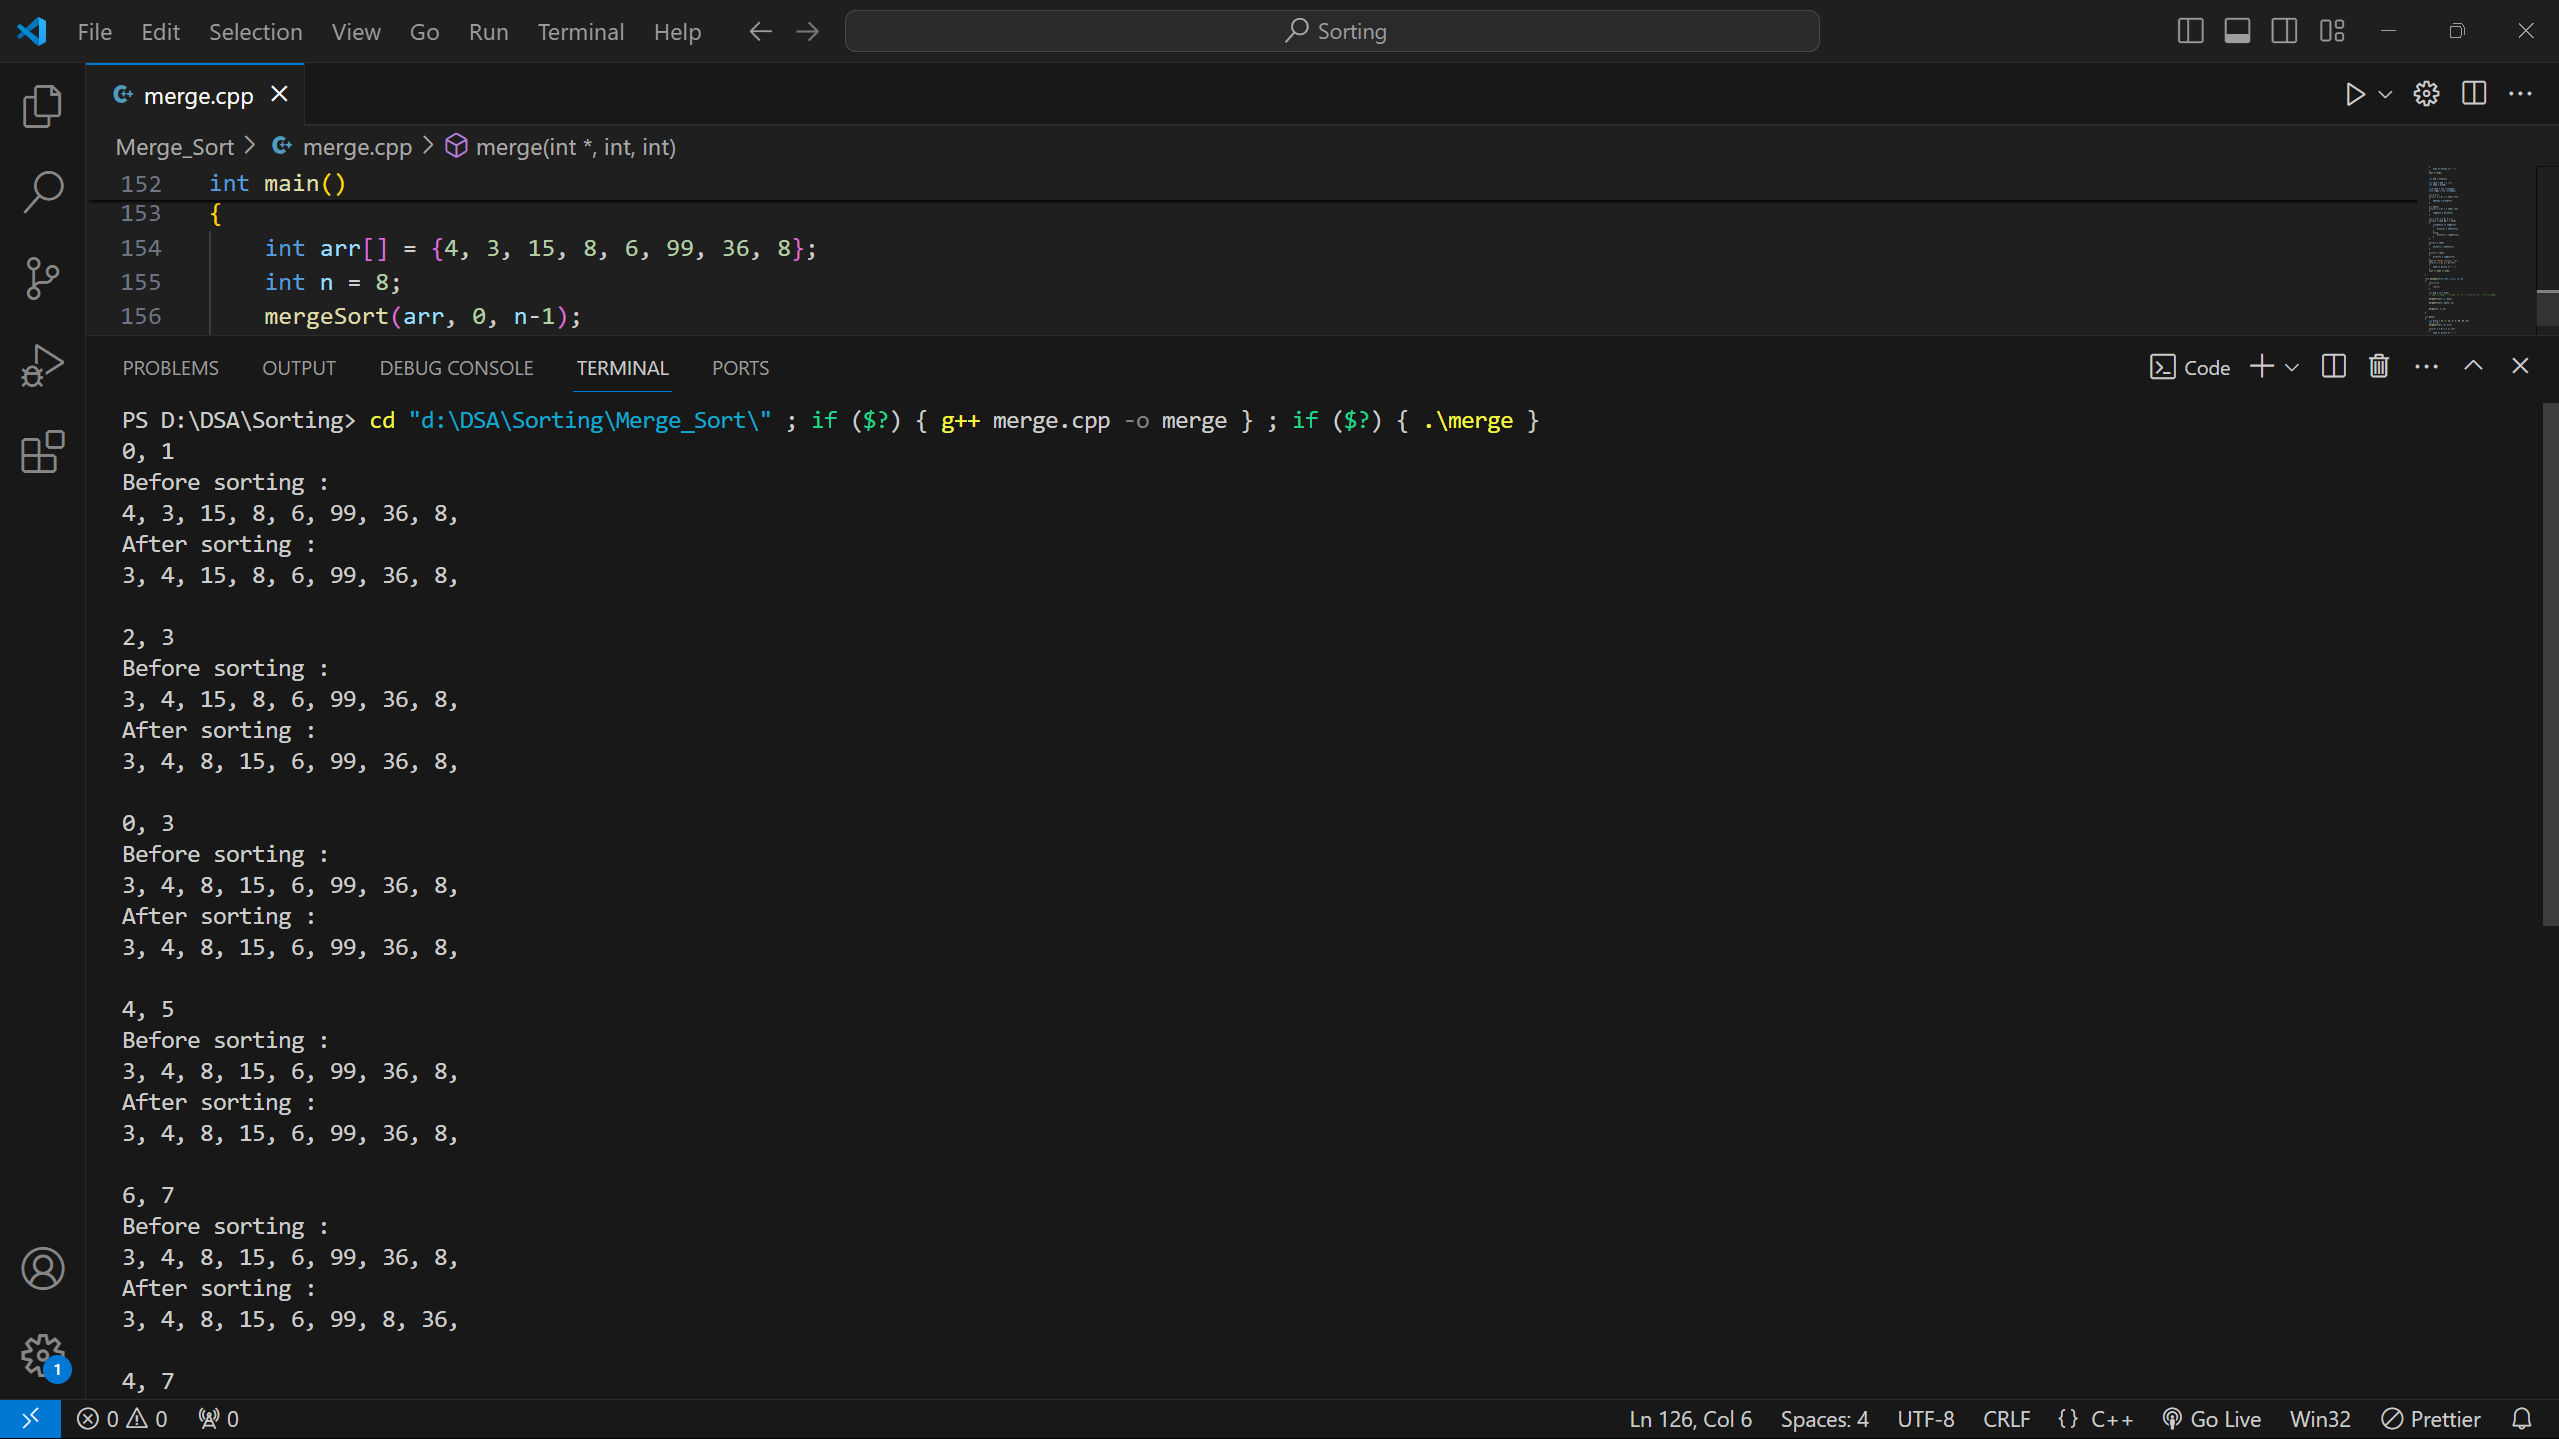 File Edit Selection View Go Run Terminal Help Sorting
merge.cpp
Merge_Sort > merge.cpp > merge(int *, int, int)
152 int main()
153 {
154 int arr[] = {4, 3, 15, 8, 6, 99, 36, 8};
155 int n = 8;
156 mergeSort(arr, 0, n-1);
PROBLEMS OUTPUT DEBUG CONSOLE TERMINAL PORTS Code
PS D:\DSA\Sorting> cd "d:\DSA\Sorting\Merge_Sort\" ; if ($?) { g++ merge.cpp -o merge } ; if ($?) { .\merge }
0, 1
Before sorting :
4, 3, 15, 8, 6, 99, 36, 8,
After sorting :
3, 4, 15, 8, 6, 99, 36, 8,
2, 3
Before sorting :
3, 4, 15, 8, 6, 99, 36, 8,
After sorting :
3, 4, 8, 15, 6, 99, 36, 8,
0, 3
Before sorting :
3, 4, 8, 15, 6, 99, 36, 8,
After sorting :
3, 4, 8, 15, 6, 99, 36, 8,
4, 5
Before sorting :
3, 4, 8, 15, 6, 99, 36, 8,
After sorting :
3, 4, 8, 15, 6, 99, 36, 8,
6, 7
Before sorting :
3, 4, 8, 15, 6, 99, 36, 8,
After sorting :
3, 4, 8, 15, 6, 99, 8, 36,
4, 7
1
0 0 0 Ln 126, Col 6 Spaces: 4 UTF-8 CRLF {} C++ Go Live Win32 Prettier